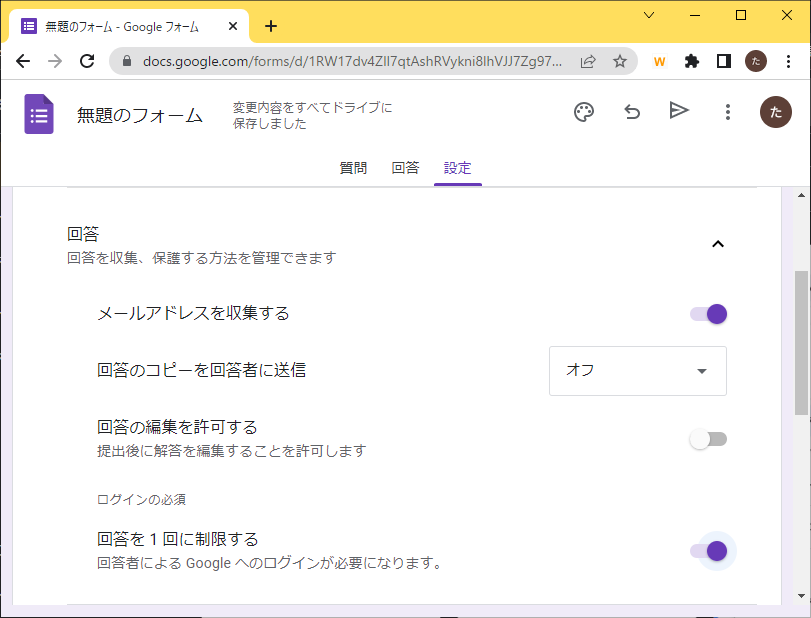 無題のフォーム - Google フォーム
docs.google.com/forms/d/1RW17dv4ZlI7qtAshRVykni8lhVJJ7Zg97...
W
た
無題のフォーム
変更内容をすべてドライブに
保存しました
た
質問 回答 設定
回答
回答を収集、保護する方法を管理できます
メールアドレスを収集する
回答のコピーを回答者に送信
オフ
回答の編集を許可する
提出後に解答を編集することを許可します
ログインの必須
回答を 1 回に制限する
回答者による Google へのログインが必要になります。